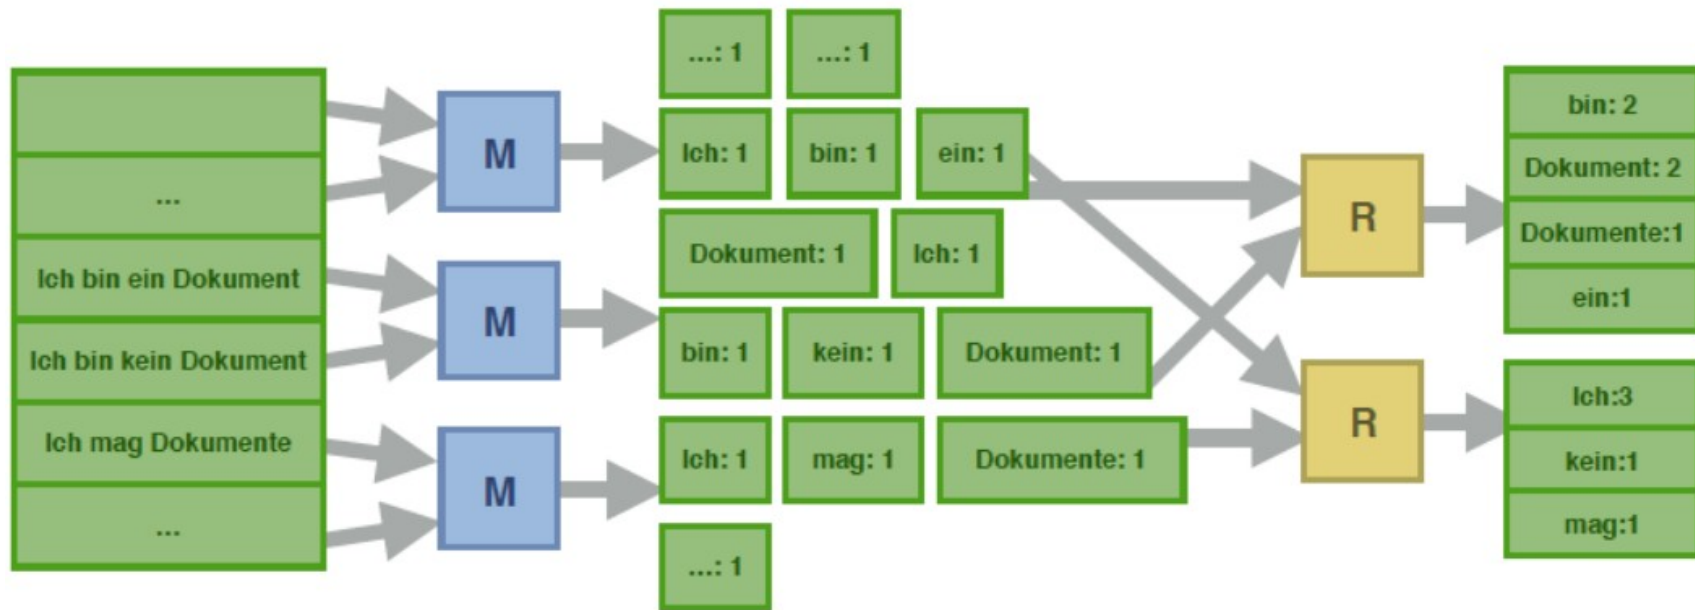 ...
Ich bin ein Dokument
Ich bin kein Dokument
Ich mag Dokumente
...
M
M
M
...: 1 ...: 1
Ich: 1 bin: 1 ein: 1
Dokument: 1 Ich: 1
bin: 1 kein: 1 Dokument: 1
Ich: 1 mag: 1 Dokumente: 1
...: 1
R
R
bin: 2
Dokument: 2
Dokumente:1
ein:1
Ich:3
kein:1
mag:1